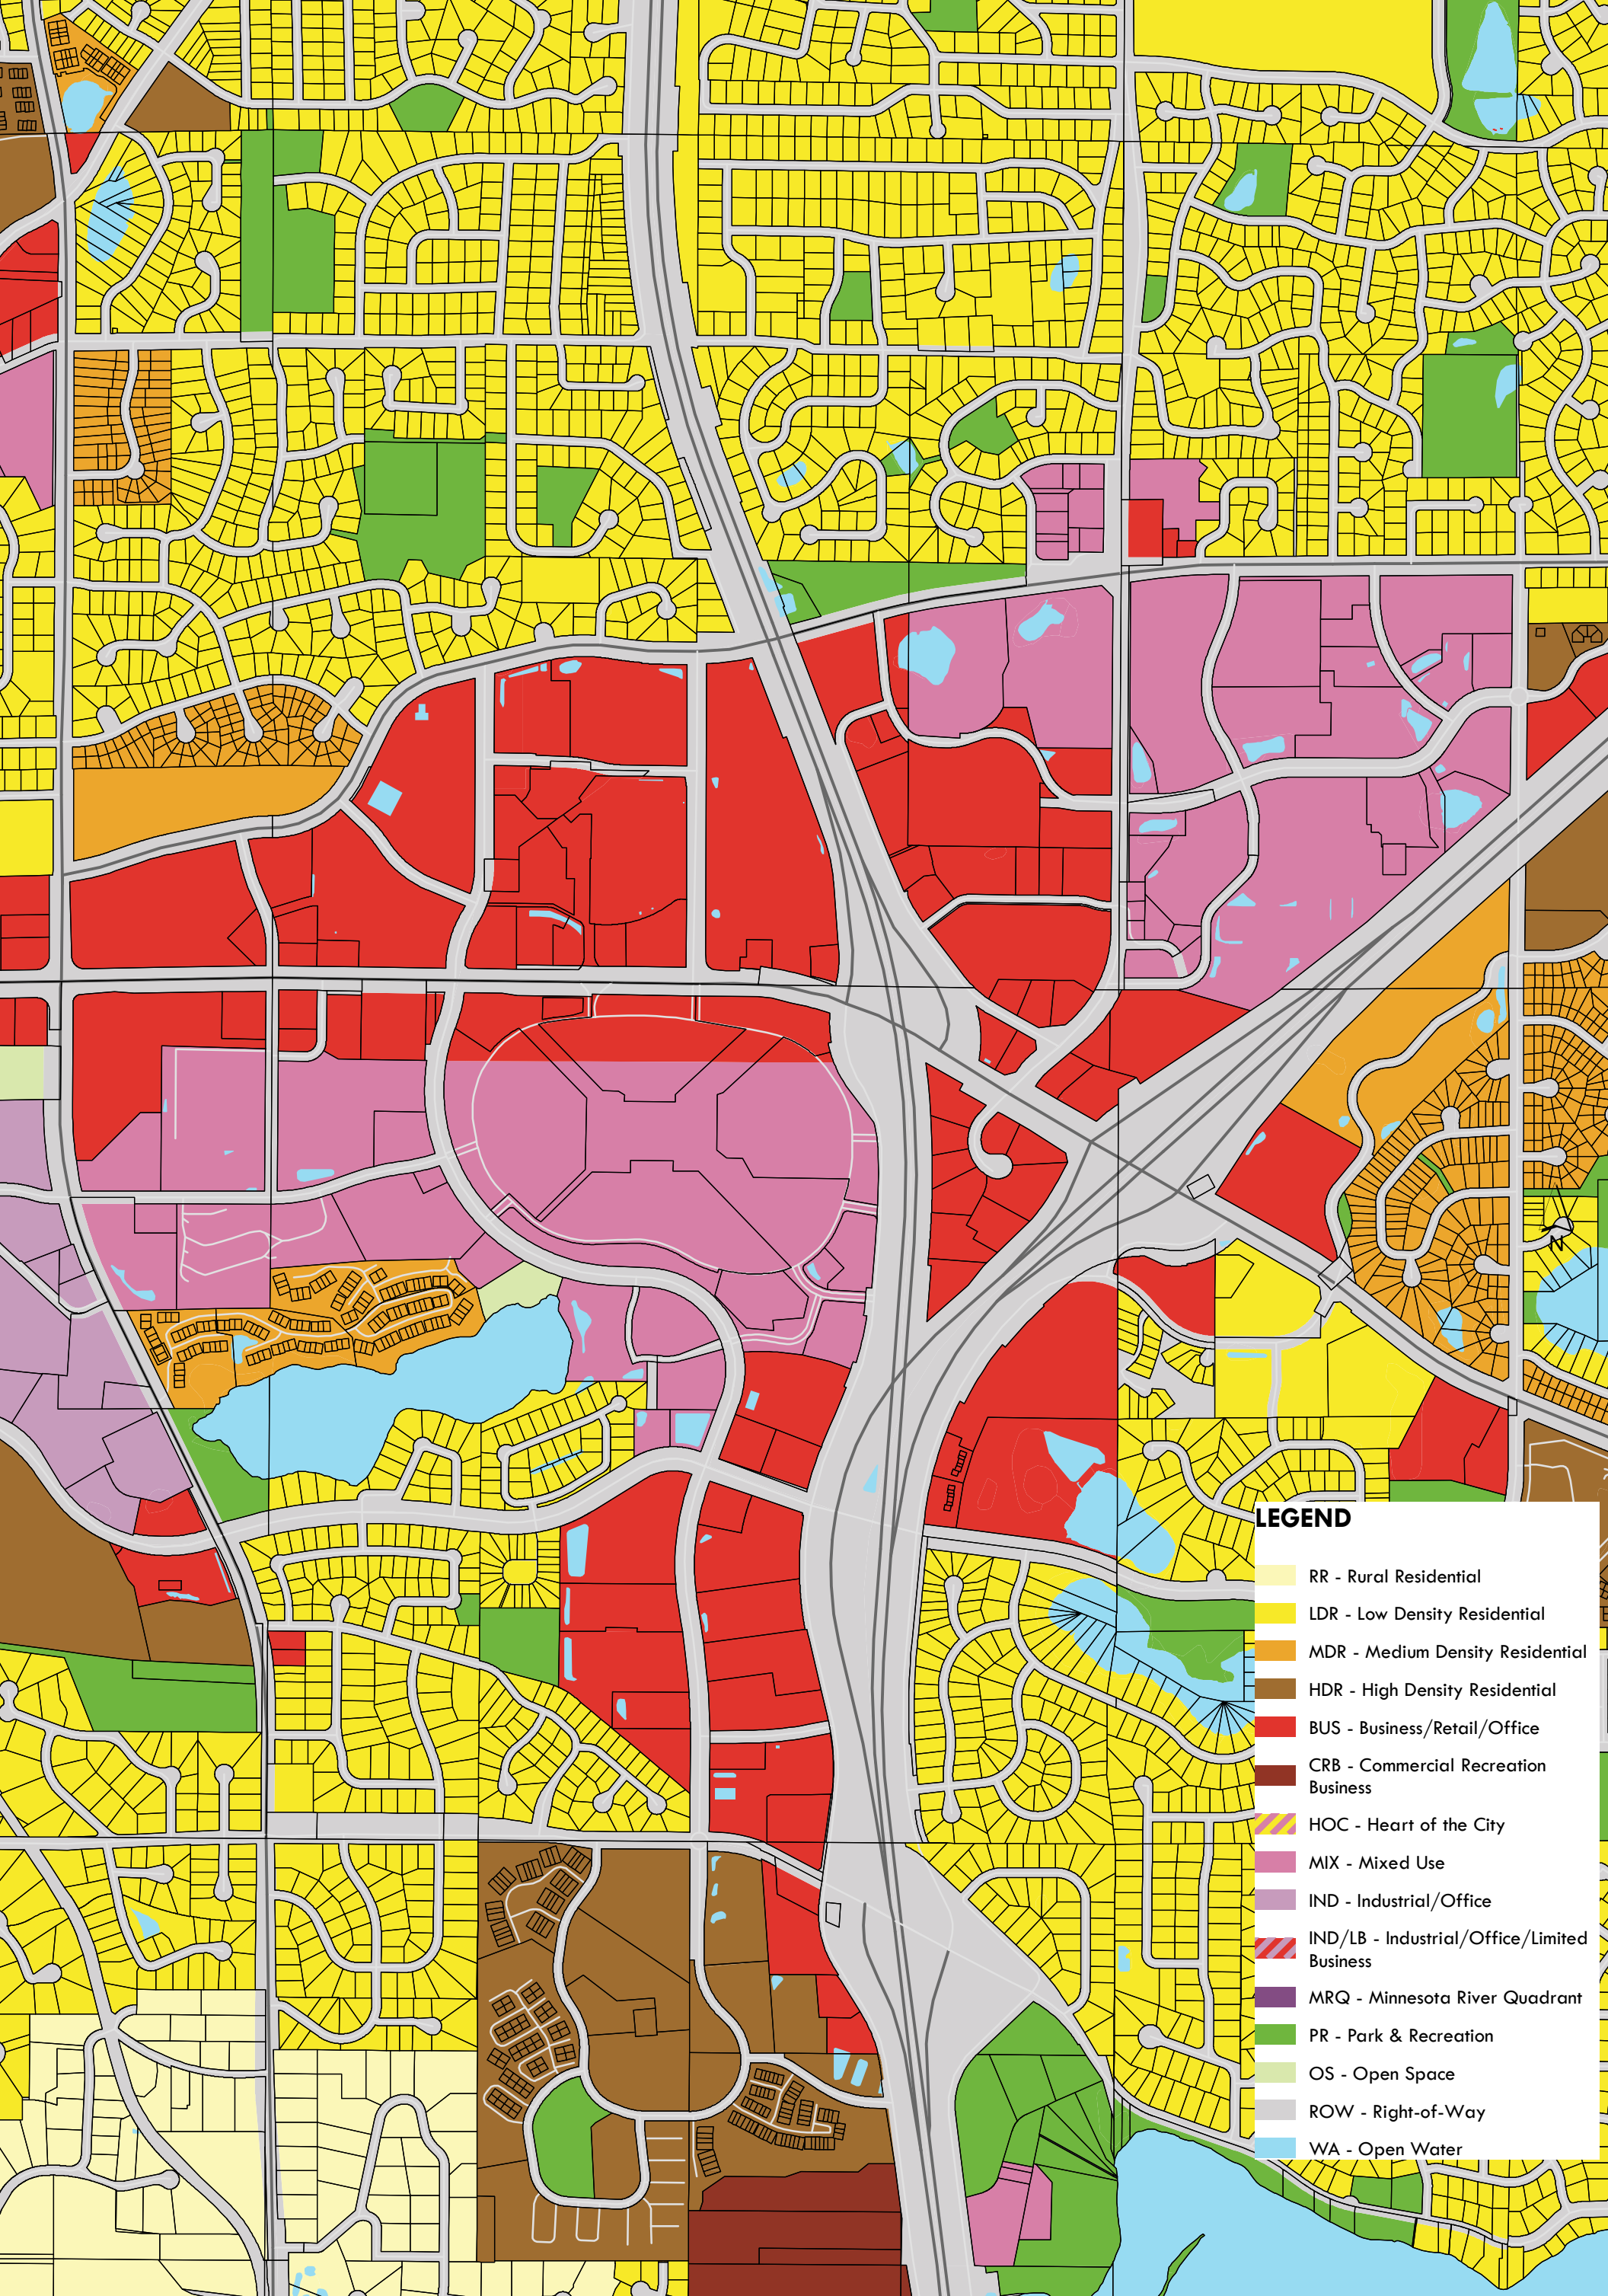 N
LEGEND
RR - Rural Residential
LDR - Low Density Residential
MDR - Medium Density Residential
HDR - High Density Residential
BUS - Business/Retail/Office
CRB - Commercial Recreation
Business
HOC - Heart of the City
MIX - Mixed Use
IND - Industrial/Office
IND/LB - Industrial/Office/Limited
Business
MRQ - Minnesota River Quadrant
PR - Park & Recreation
OS - Open Space
ROW - Right-of-Way
WA - Open Water